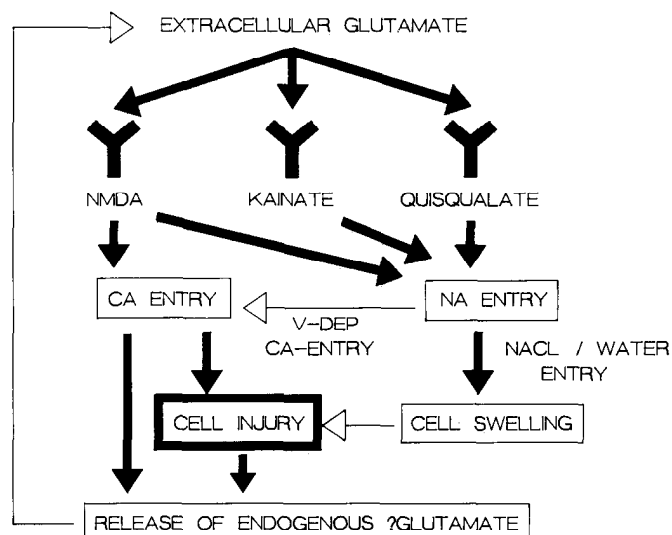 EXTRACELLULAR GLUTAMATE
NMDA KAINATE QUISQUALATE
CA ENTRY
NA ENTRY
V-DEP
CA-ENTRY
NACL / WATER
ENTRY
CELL INJURY
CELL SWELLING
RELEASE OF ENDOGENOUS ?GLUTAMATE